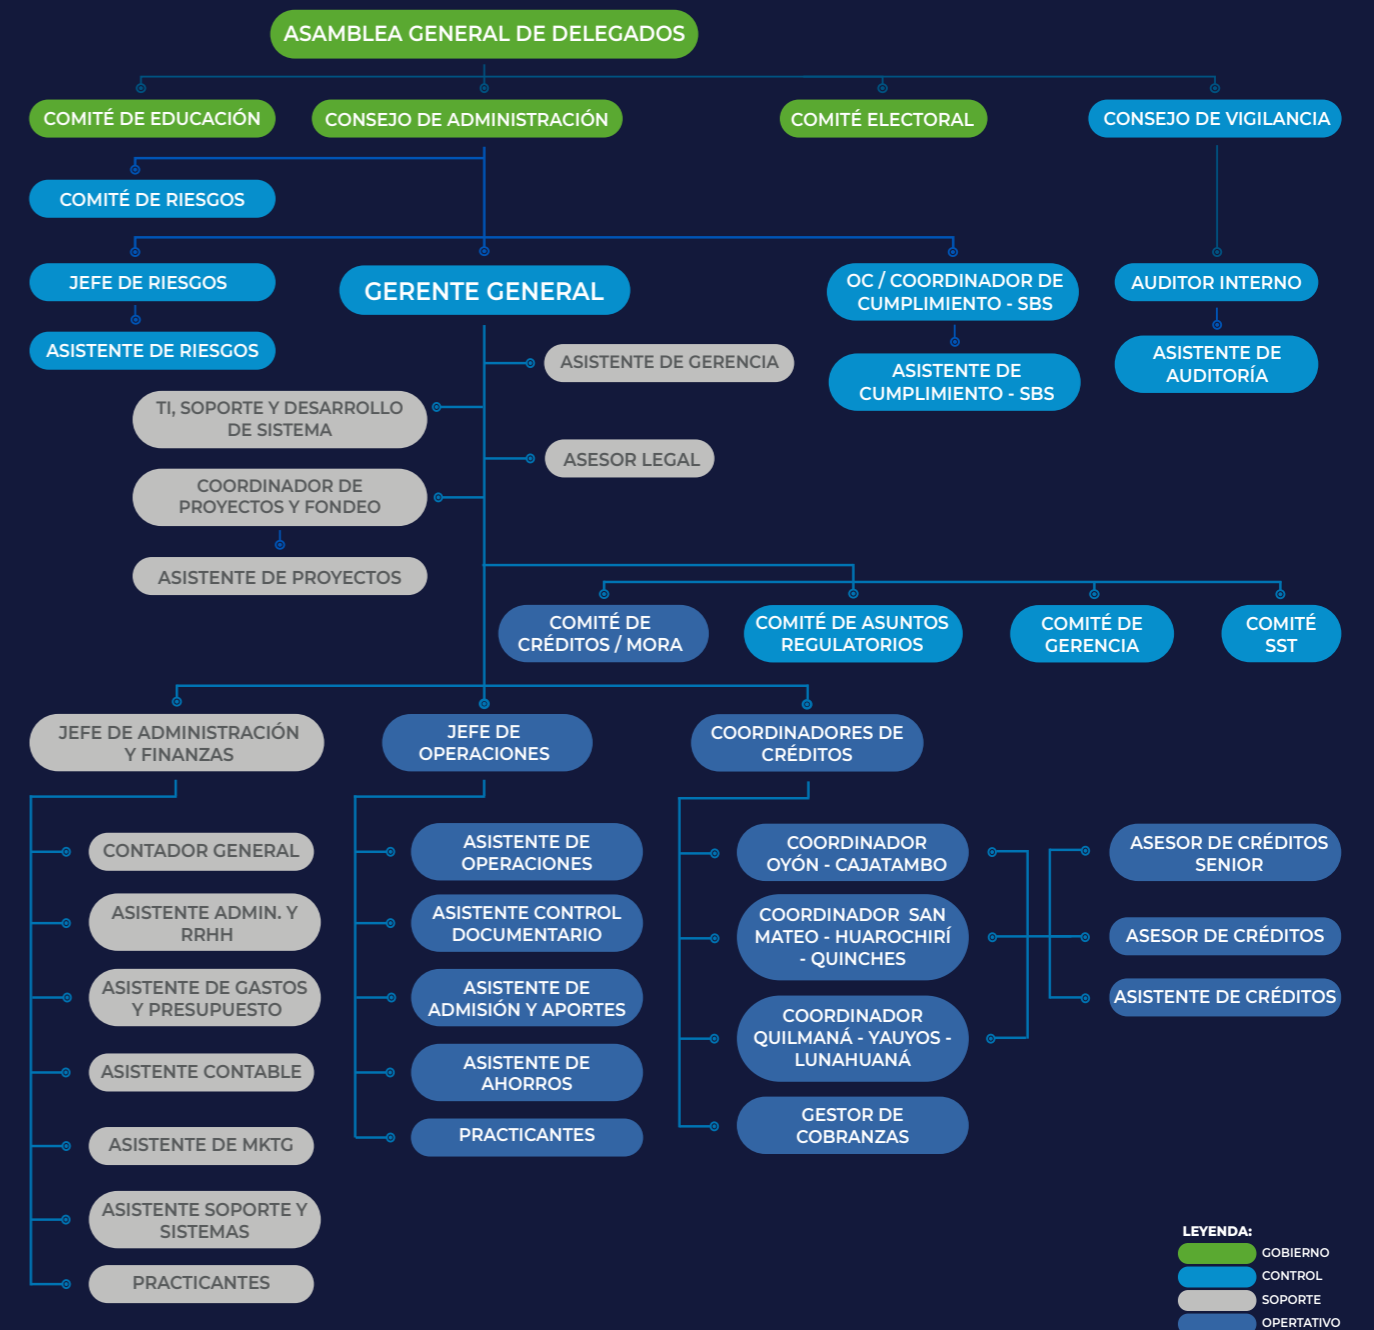 ASAMBLEA GENERAL DE DELEGADOS
COMITÉ DE EDUCACIÓN
CONSEJO DE ADMINISTRACIÓN
COMITÉ ELECTORAL
CONSEJO DE VIGILANCIA
COMITÉ DE RIESGOS
JEFE DE RIESGOS
GERENTE GENERAL
OC / COORDINADOR DE
CUMPLIMIENTO - SBS
AUDITOR INTERNO
ASISTENTE DE RIESGOS
ASISTENTE DE
CUMPLIMIENTO - SBS
ASISTENTE DE
AUDITORÍA
ASISTENTE DE GERENCIA
TI, SOPORTE Y DESARROLLO
DE SISTEMA
ASESOR LEGAL
COORDINADOR DE
PROYECTOS Y FONDEO
ASISTENTE DE PROYECTOS
COMITÉ DE
CRÉDITOS / MORA
COMITÉ DE ASUNTOS
REGULATORIOS
COMITÉ DE
GERENCIA
COMITÉ
SST
JEFE DE ADMINISTRACIÓN
Y FINANZAS
JEFE DE
OPERACIONES
COORDINADORES DE
CRÉDITOS
CONTADOR GENERAL
ASISTENTE ADMIN. Y
RRHH
ASISTENTE DE GASTOS
Y PRESUPUESTO
ASISTENTE CONTABLE
ASISTENTE DE MKTG
ASISTENTE SOPORTE Y
SISTEMAS
PRACTICANTES
ASISTENTE DE
OPERACIONES
ASISTENTE CONTROL
DOCUMENTARIO
ASISTENTE DE
ADMISIÓN Y APORTES
ASISTENTE DE
AHORROS
PRACTICANTES
COORDINADOR
OYÓN - CAJATAMBO
COORDINADOR SAN
MATEO - HUAROCHIRÍ
- QUINCHES
COORDINADOR
QUILMANÁ - YAUYOS -
LUNAHUANÁ
GESTOR DE
COBRANZAS
ASESOR DE CRÉDITOS
SENIOR
ASESOR DE CRÉDITOS
ASISTENTE DE CRÉDITOS
LEYENDA:
GOBIERNO
CONTROL
SOPORTE
OPERTATIVO